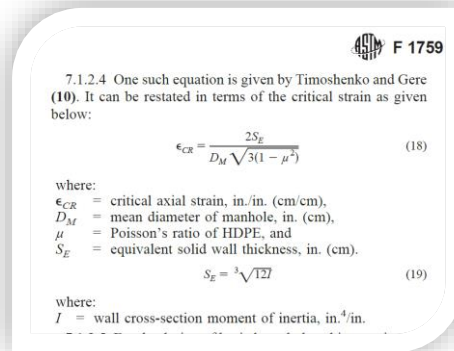 ASTM F 1759
7.1.2.4 One such equation is given by Timoshenko and Gere
(10). It can be restated in terms of the critical strain as given
below:
ϵCR = 2SE / DM √3(1 − μ²) (18)
where:
ϵCR = critical axial strain, in./in. (cm/cm),
DM = mean diameter of manhole, in. (cm),
μ = Poisson's ratio of HDPE, and
SE = equivalent solid wall thickness, in. (cm).
SE = ³√12I (19)
where:
I = wall cross-section moment of inertia, in.⁴/in.